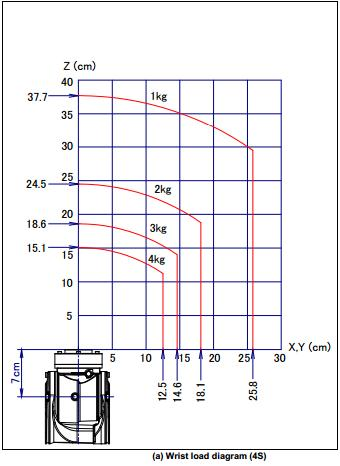 Z (cm)
40
37.7
1kg
35
30
25
24.5
2kg
20
18.6
3kg
15.1
15
4kg
10
5
X,Y (cm)
5
10
15
20
25
30
7cm
12.5
14.6
18.1
25.8
(a) Wrist load diagram (4S)